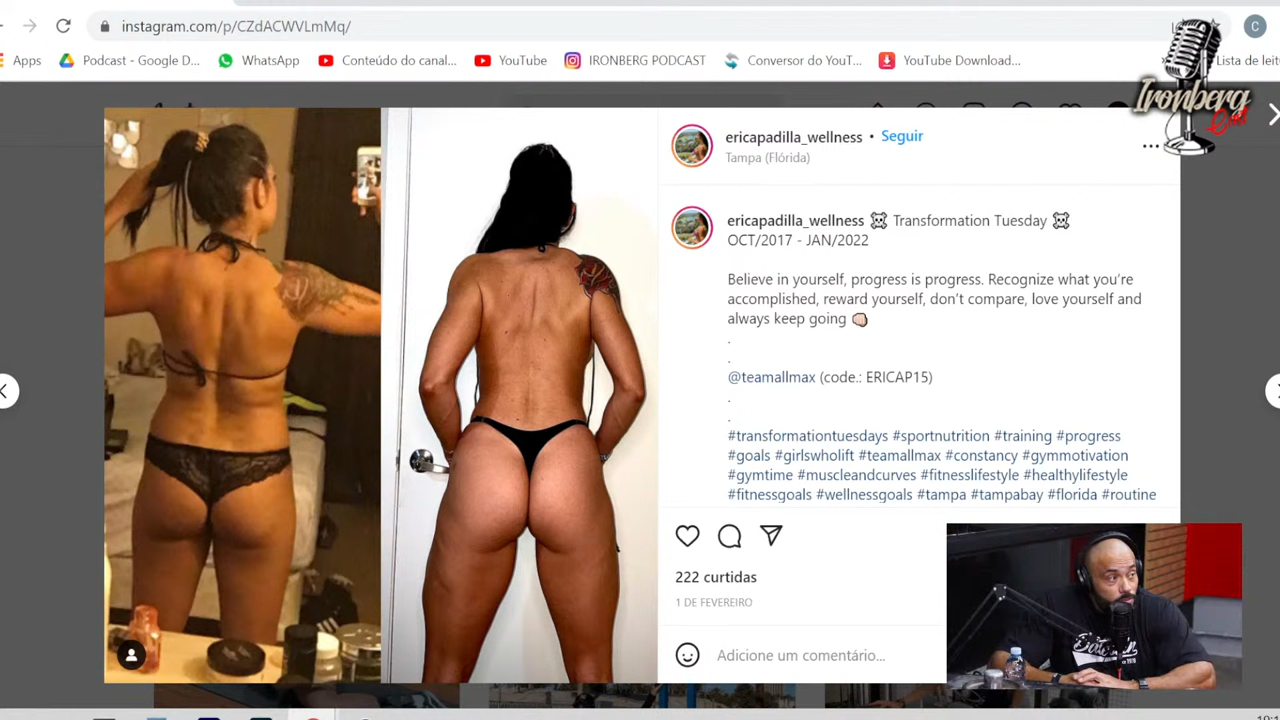 instagram.com/p/CZdACWVLmMq/
Apps
Podcast - Google D...
WhatsApp
Conteúdo do canal...
YouTube
IRONBERG PODCAST
Conversor do YouT...
YouTube Download...
Lista de leit
Ironberg
ericapadilla_wellness • Seguir
Tampa (Flórida)
ericapadilla_wellness ☠ Transformation Tuesday ☠
OCT/2017 - JAN/2022
Believe in yourself, progress is progress. Recognize what you're
accomplished, reward yourself, don't compare, love yourself and
always keep going 👊
.
.
@teamallmax (code.: ERICAP15)
.
.
#transformationtuesdays #sportnutrition #training #progress
#goals #girlswholift #teamallmax #constancy #gymmotivation
#gymtime #muscleandcurves #fitnesslifestyle #healthylifestyle
#fitnessgoals #wellnessgoals #tampa #tampabay #florida #routine
222 curtidas
1 DE FEVEREIRO
Adicione um comentário...
C